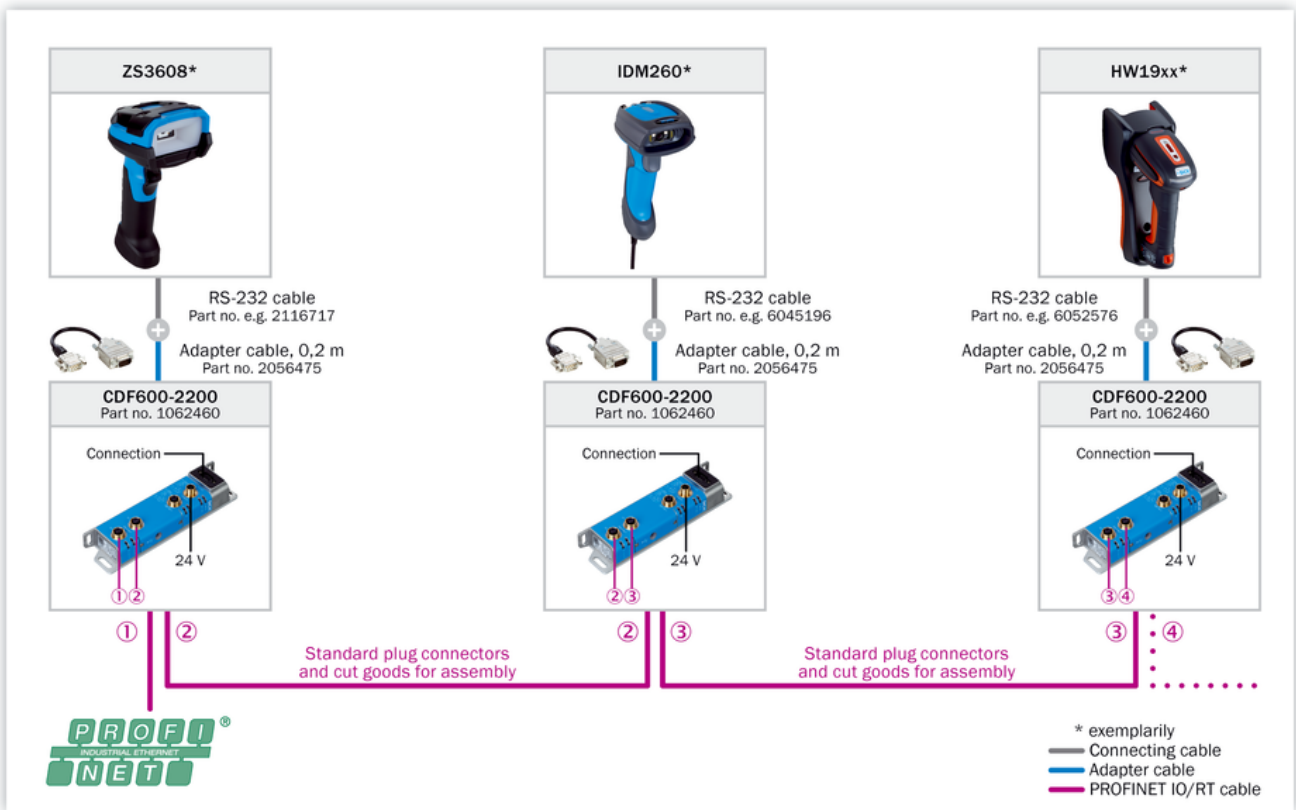 ZS3608*
IDM260*
HW19xx*
RS-232 cable
Part no. e.g. 2116717
Adapter cable, 0,2 m
Part no. 2056475
RS-232 cable
Part no. e.g. 6045196
Adapter cable, 0,2 m
Part no. 2056475
RS-232 cable
Part no. e.g. 6052576
Adapter cable, 0,2 m
Part no. 2056475
CDF600-2200
Part no. 1062460
Connection
24 V
①②
CDF600-2200
Part no. 1062460
Connection
24 V
②③
CDF600-2200
Part no. 1062460
Connection
24 V
③④
① ②
② ③
③ ④
Standard plug connectors
and cut goods for assembly
Standard plug connectors
and cut goods for assembly
PROFI®
INDUSTRIAL ETHERNET
NET
* exemplarily
Connecting cable
Adapter cable
PROFINET IO/RT cable